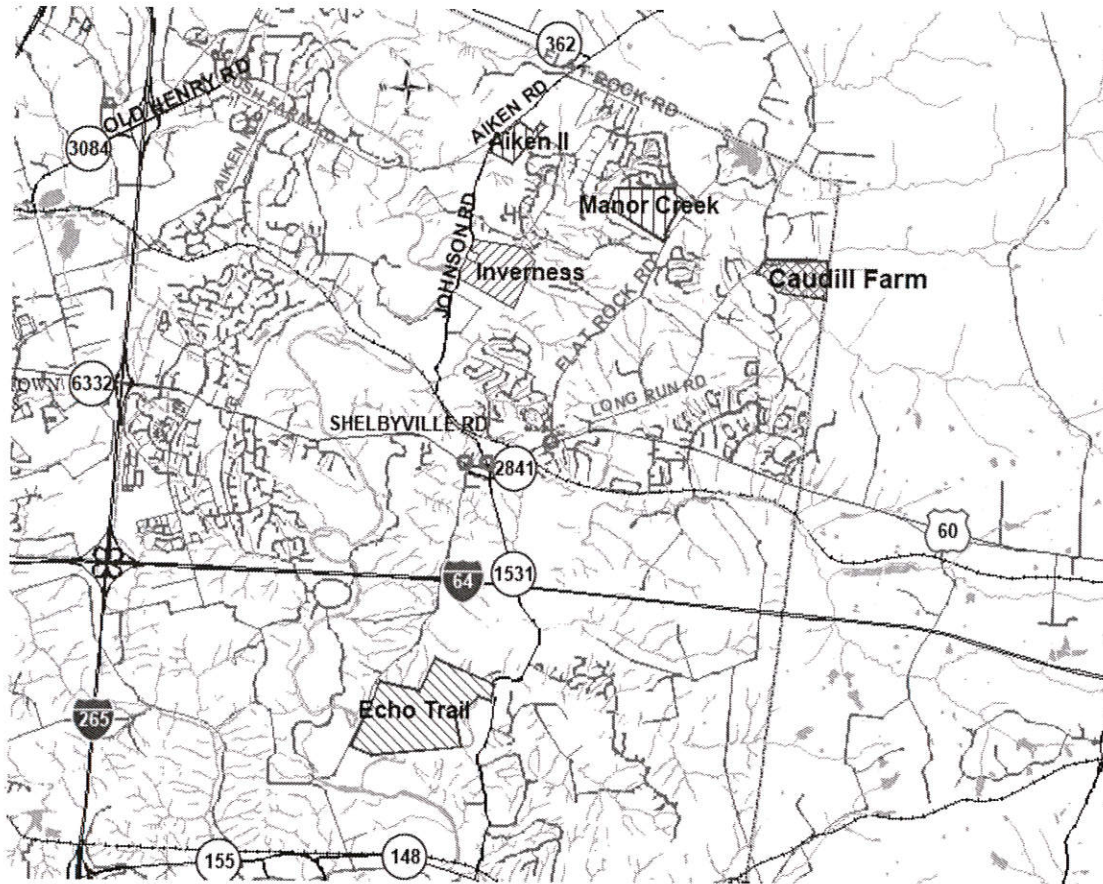 362
FLAT ROCK RD
OLD HENRY RD
AIKEN RD
3084
Aiken II
AIKEN
Manor Creek
JOHNSON RD
Inverness
Caudill Farm
FLAT ROCK RD
6332
LONG RUN RD
SHELBYVILLE RD
2841
60
64
1531
Echo Trail
265
155
148